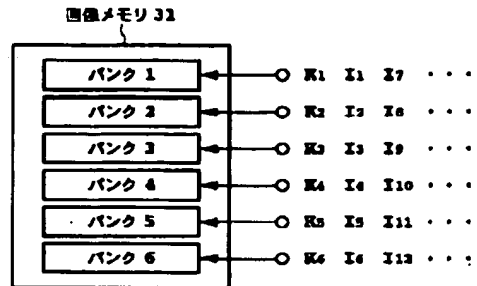 画像メモリ 31
バンク 1 K1 I1 I7 ・・・
バンク 2 K2 I2 I8 ・・・
バンク 3 K3 I3 I9 ・・・
バンク 4 K4 I4 I10 ・・・
バンク 5 K5 I5 I11 ・・・
バンク 6 K6 I6 I12 ・・・